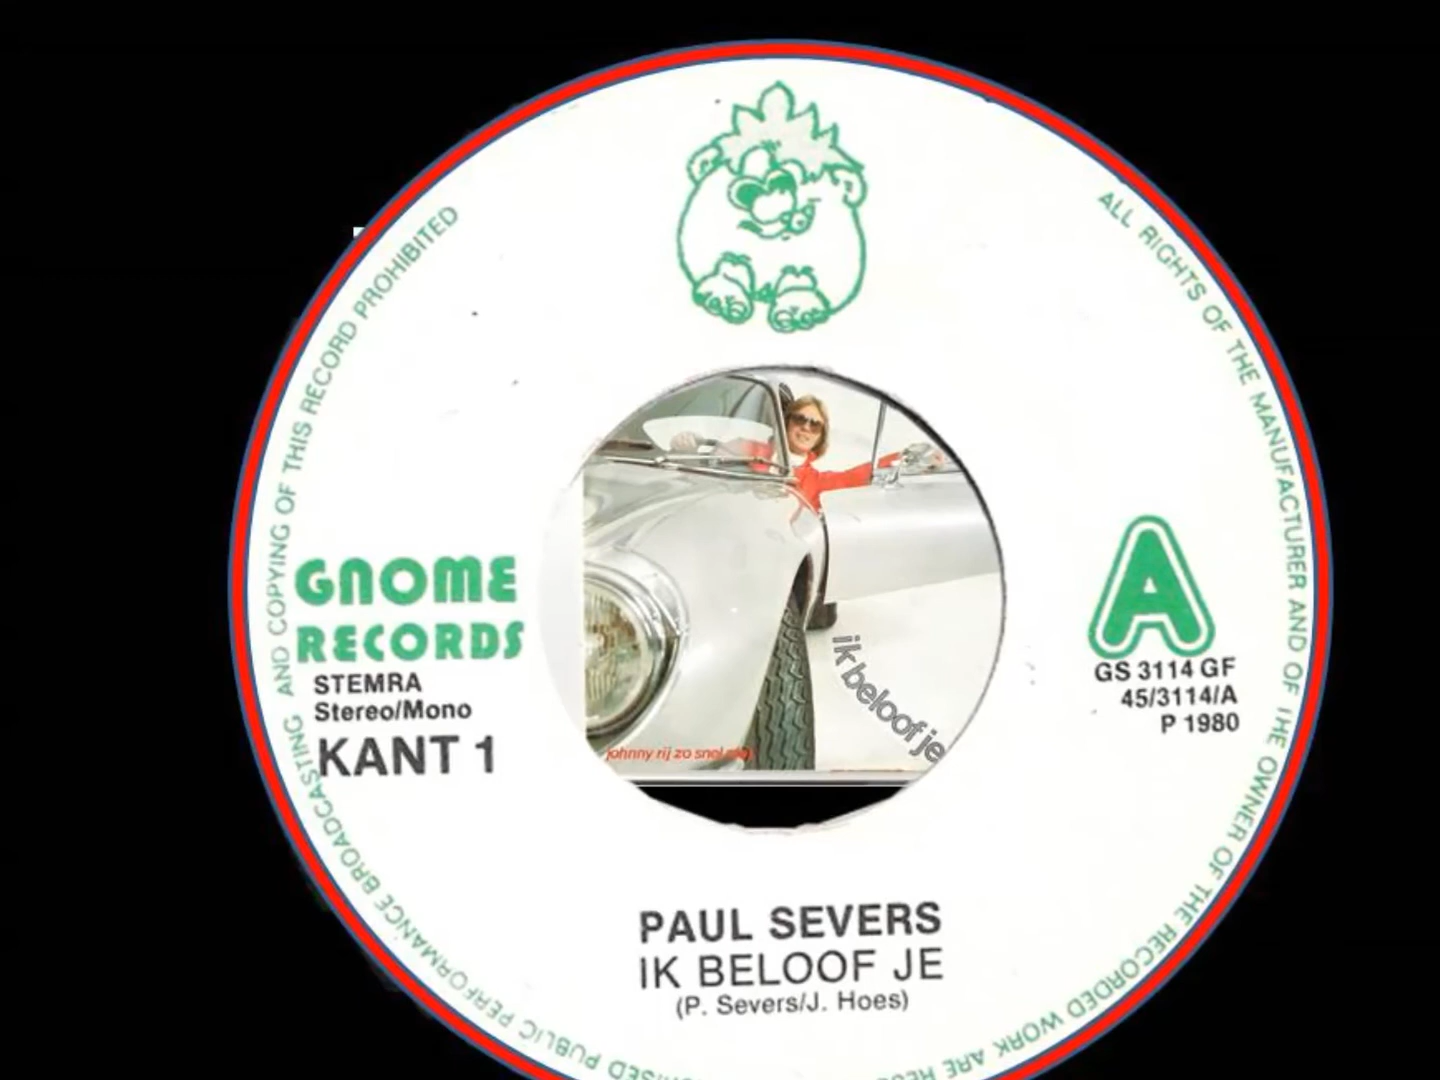 ALL RIGHTS OF THE MANUFACTURER AND OF THE OWNER OF THE RECORDED WORK ARE
PUBLIC PERFORMANCE BROADCASTING AND COPYING OF THIS RECORD PROHIBITED
GNOME
RECORDS
STEMRA
Stereo/Mono
KANT 1
A
GS 3114 GF
45/3114/A
P 1980
johnny rij zo snel
ik beloof je
PAUL SEVERS
IK BELOOF JE
(P. Severs/J. Hoes)